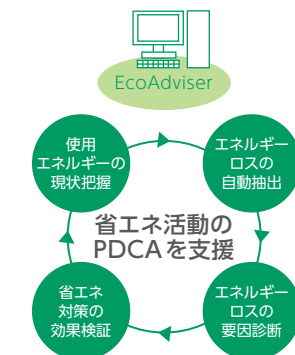 EcoAdviser
使用
エネルギーの
現状把握
エネルギー
ロスの
自動抽出
省エネ活動の
PDCAを支援
省エネ
対策の
効果検証
エネルギー
ロスの
要因診断